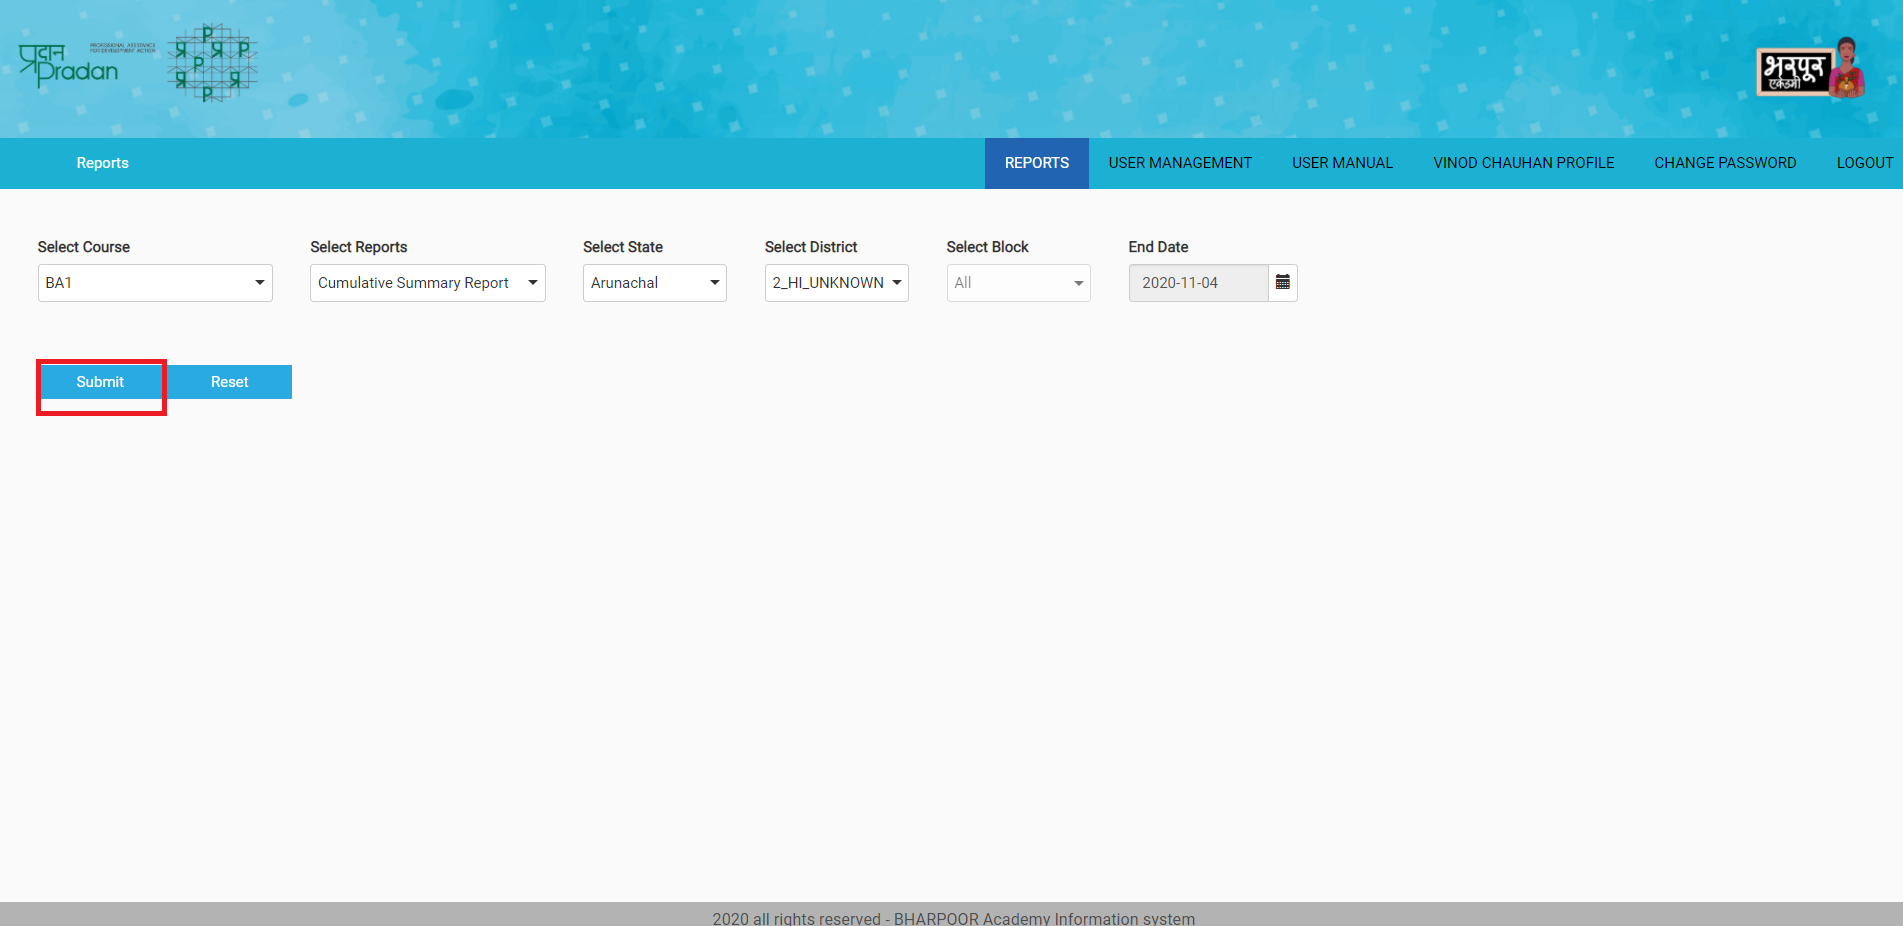 प्रदान
Pradan
PROFESSIONAL ASSISTANCE
FOR DEVELOPMENT ACTION
P
प्र प्र P
P
प्र प्र
P
भरपूर
एकेडमी
Reports
REPORTS USER MANAGEMENT USER MANUAL VINOD CHAUHAN PROFILE CHANGE PASSWORD LOGOUT
Select Course Select Reports Select State Select District Select Block End Date
BA1 Cumulative Summary Report Arunachal 2_HI_UNKNOWN All 2020-11-04
Submit Reset
2020 all rights reserved - BHARPOOR Academy Information system